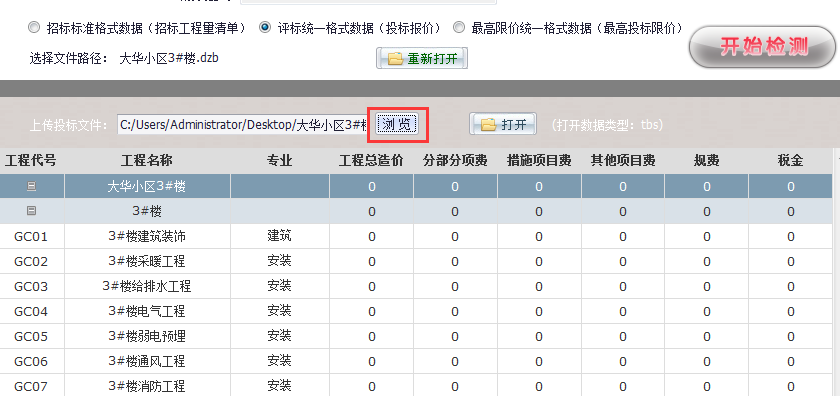 招标标准格式数据（招标工程量清单） 评标统一格式数据（投标报价） 最高限价统一格式数据（最高投标限价）
开始检测
选择文件路径： 大华小区3#楼.dzb 重新打开
上传投标文件： C:/Users/Administrator/Desktop/大华小区3#楼 浏览 打开 （打开数据类型：tbs）
工程代号 工程名称 专业 工程总造价 分部分项费 措施项目费 其他项目费 规费 税金
大华小区3#楼 0 0 0 0 0 0
3#楼 0 0 0 0 0 0
GC01 3#楼建筑装饰 建筑 0 0 0 0 0 0
GC02 3#楼采暖工程 安装 0 0 0 0 0 0
GC03 3#楼给排水工程 安装 0 0 0 0 0 0
GC04 3#楼电气工程 安装 0 0 0 0 0 0
GC05 3#楼弱电预埋 安装 0 0 0 0 0 0
GC06 3#楼通风工程 安装 0 0 0 0 0 0
GC07 3#楼消防工程 安装 0 0 0 0 0 0